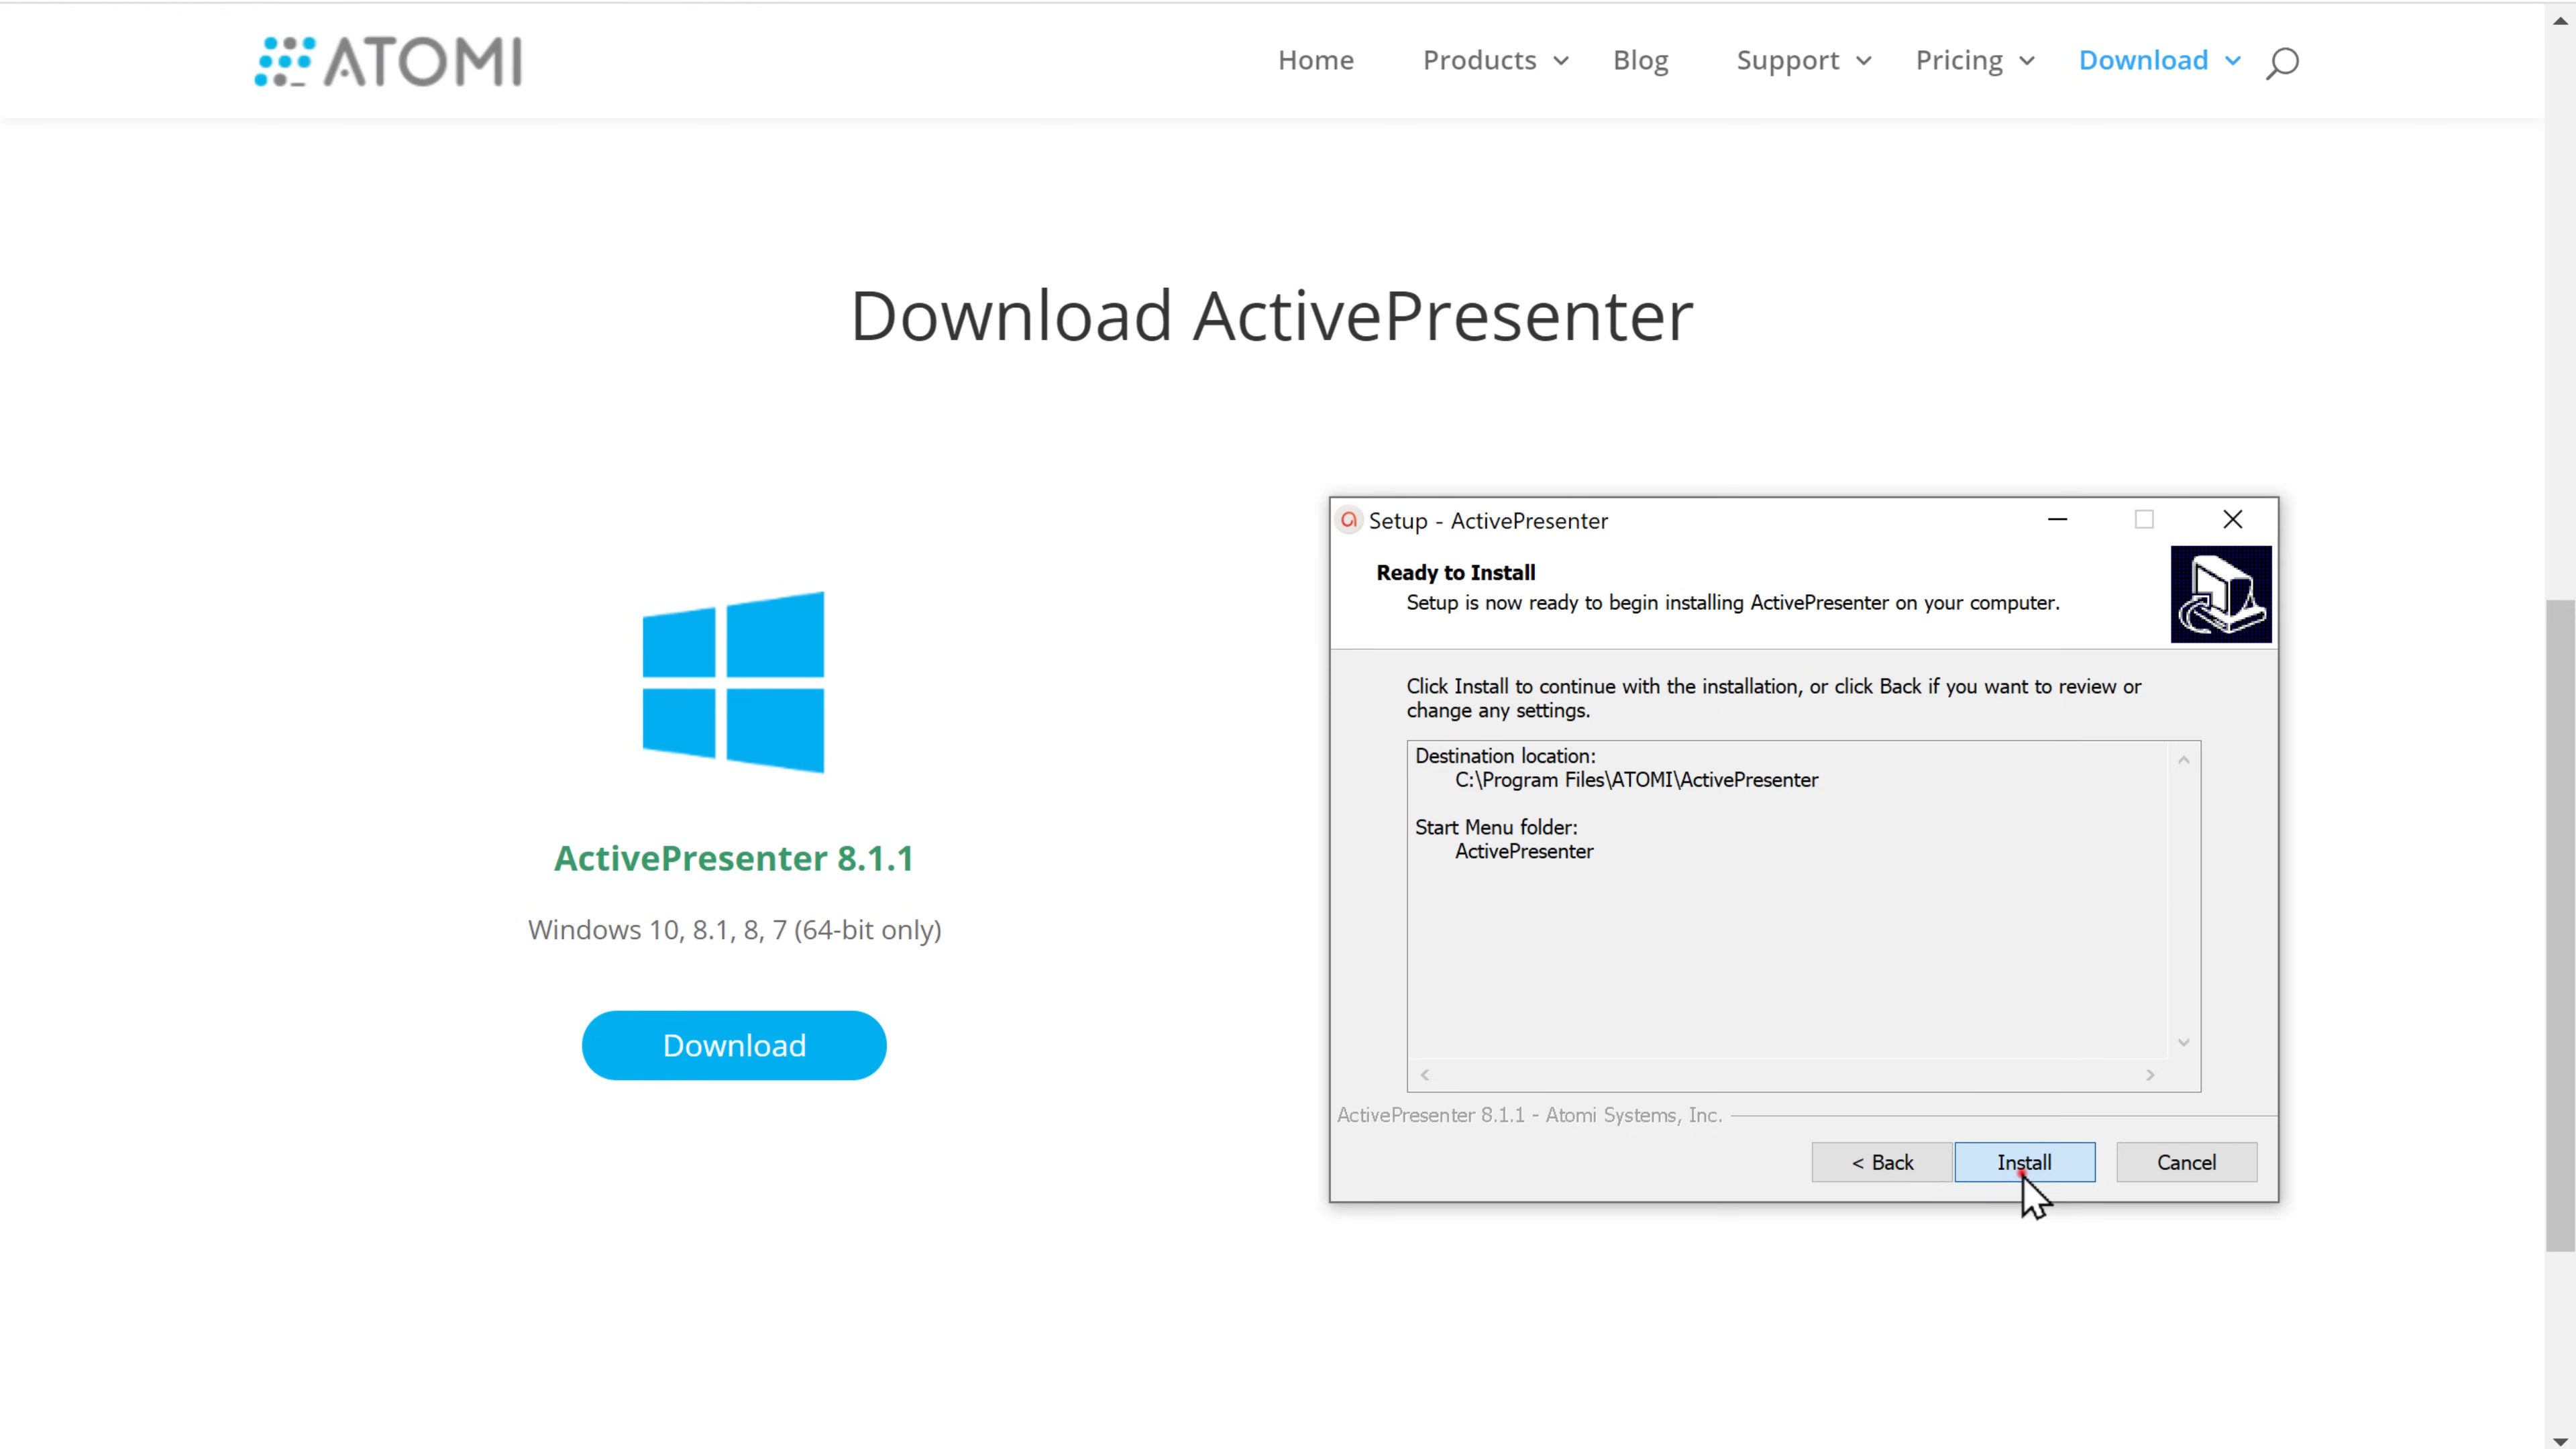 ATOMI
Home Products Blog Support Pricing Download
Download ActivePresenter
ActivePresenter 8.1.1
Windows 10, 8.1, 8, 7 (64-bit only)
Download
Setup - ActivePresenter
Ready to Install
Setup is now ready to begin installing ActivePresenter on your computer.
Click Install to continue with the installation, or click Back if you want to review or
change any settings.
Destination location:
C:\Program Files\ATOMI\ActivePresenter
Start Menu folder:
ActivePresenter
ActivePresenter 8.1.1 - Atomi Systems, Inc.
< Back Install Cancel